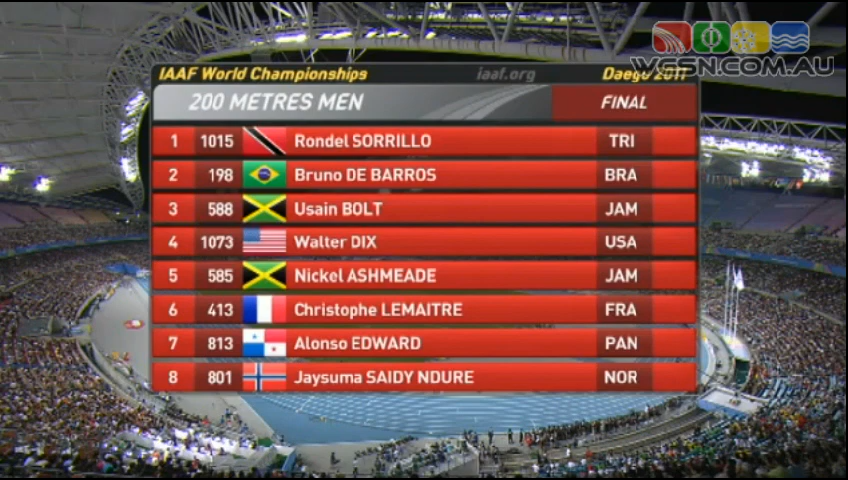 WCSN.COM.AU
IAAF World Championships iaaf.org Daegu 2011
200 METRES MEN FINAL
1 1015 Rondel SORRILLO TRI
2 198 Bruno DE BARROS BRA
3 588 Usain BOLT JAM
4 1073 Walter DIX USA
5 585 Nickel ASHMEADE JAM
6 413 Christophe LEMAITRE FRA
7 813 Alonso EDWARD PAN
8 801 Jaysuma SAIDY NDURE NOR